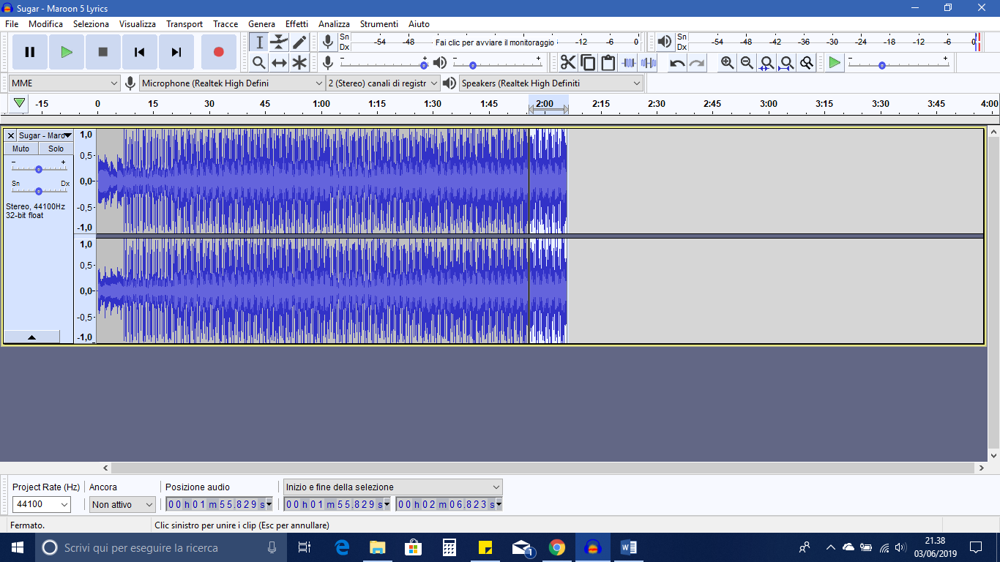 Sugar - Maroon 5 Lyrics
File Modifica Seleziona Visualizza Transport Tracce Genera Effetti Analizza Strumenti Aiuto
Sn
Dx
-54 -48 Fai clic per avviare il monitoraggio -12 -6 0
Sn
Dx
-54 -48 -42 -36 -30 -24 -18 -12 -6 0
- +
- +
- +
MME
Microphone (Realtek High Defini
2 (Stereo) canali di registr
Speakers (Realtek High Definiti
-15 0 15 30 45 1:00 1:15 1:30 1:45 2:00 2:15 2:30 2:45 3:00 3:15 3:30 3:45 4:00
Sugar - Maro
Muto Solo
- +
Sn Dx
Stereo, 44100Hz
32-bit float
1,0
0,5-
0,0-
-0,5-
-1,0
1,0
0,5-
0,0-
-0,5-
-1,0
Project Rate (Hz) Ancora Posizione audio Inizio e fine della selezione
44100 Non attivo 00 h 01 m 55.829 s 00 h 01 m 55.829 s 00 h 02 m 06.823 s
Fermato. Clic sinistro per unire i clip (Esc per annullare)
Scrivi qui per eseguire la ricerca
1
21.38
03/06/2019